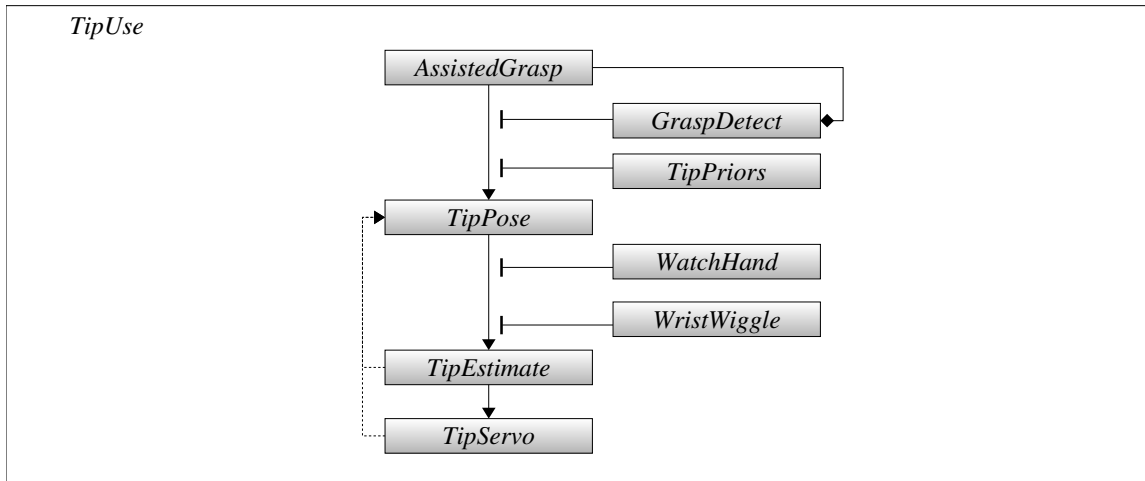 TipUse
AssistedGrasp
GraspDetect
TipPriors
TipPose
WatchHand
WristWiggle
TipEstimate
TipServo